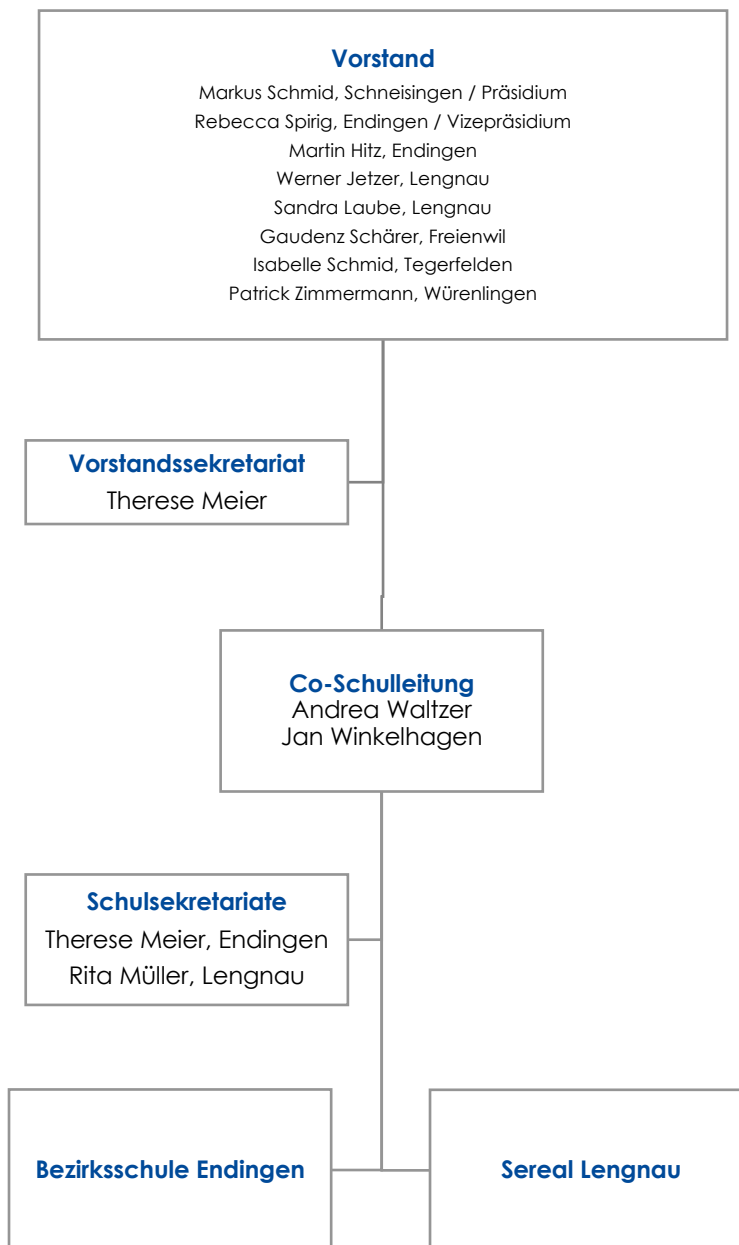 Vorstand
Markus Schmid, Schneisingen / Präsidium
Rebecca Spirig, Endingen / Vizepräsidium
Martin Hitz, Endingen
Werner Jetzer, Lengnau
Sandra Laube, Lengnau
Gaudenz Schärer, Freienwil
Isabelle Schmid, Tegerfelden
Patrick Zimmermann, Würenlingen
Vorstandssekretariat
Therese Meier
Co-Schulleitung
Andrea Waltzer
Jan Winkelhagen
Schulsekretariate
Therese Meier, Endingen
Rita Müller, Lengnau
Bezirksschule Endingen
Sereal Lengnau